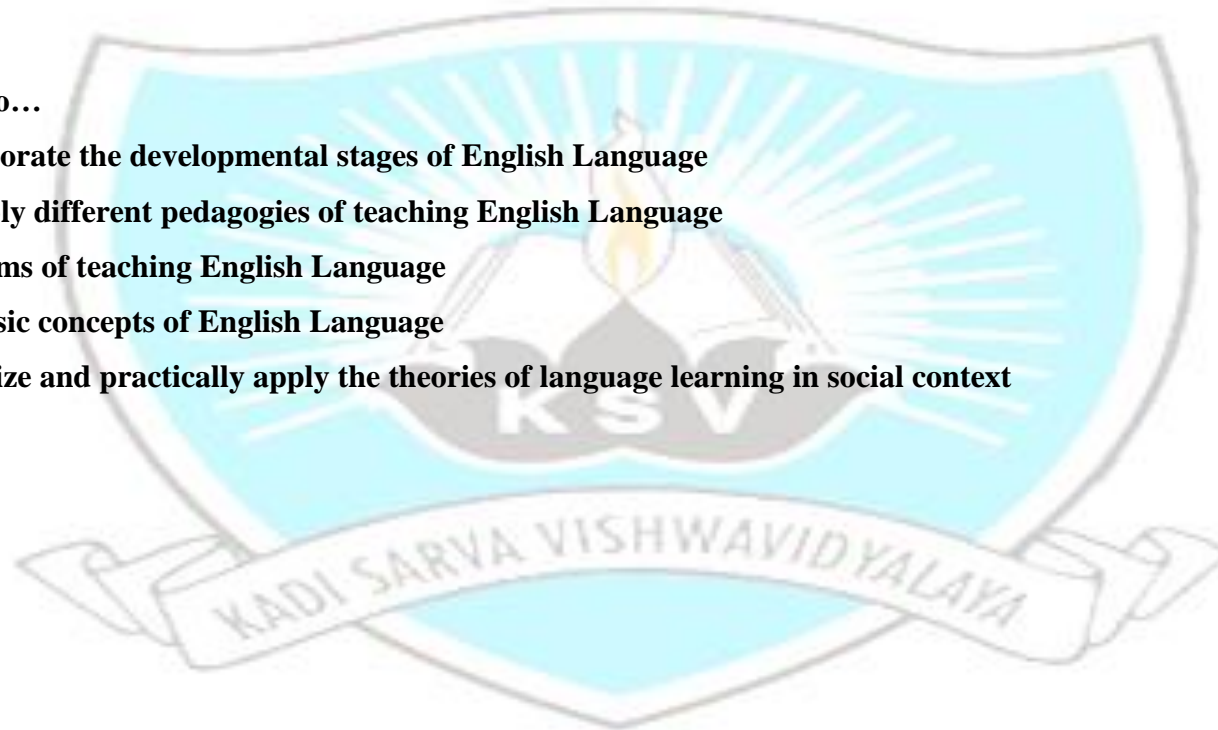 o…
orate the developmental stages of English Language
ly different pedagogies of teaching English Language
ms of teaching English Language
sic concepts of English Language
ize and practically apply the theories of language learning in social context
KSV
KADI SARVA VISHWAVIDYALAYA